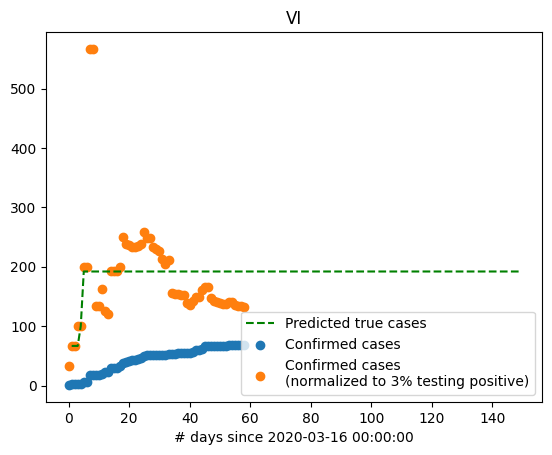 VI
500
400
300
200
100
0
Predicted true cases
Confirmed cases
Confirmed cases
(normalized to 3% testing positive)
0 20 40 60 80 100 120 140
# days since 2020-03-16 00:00:00